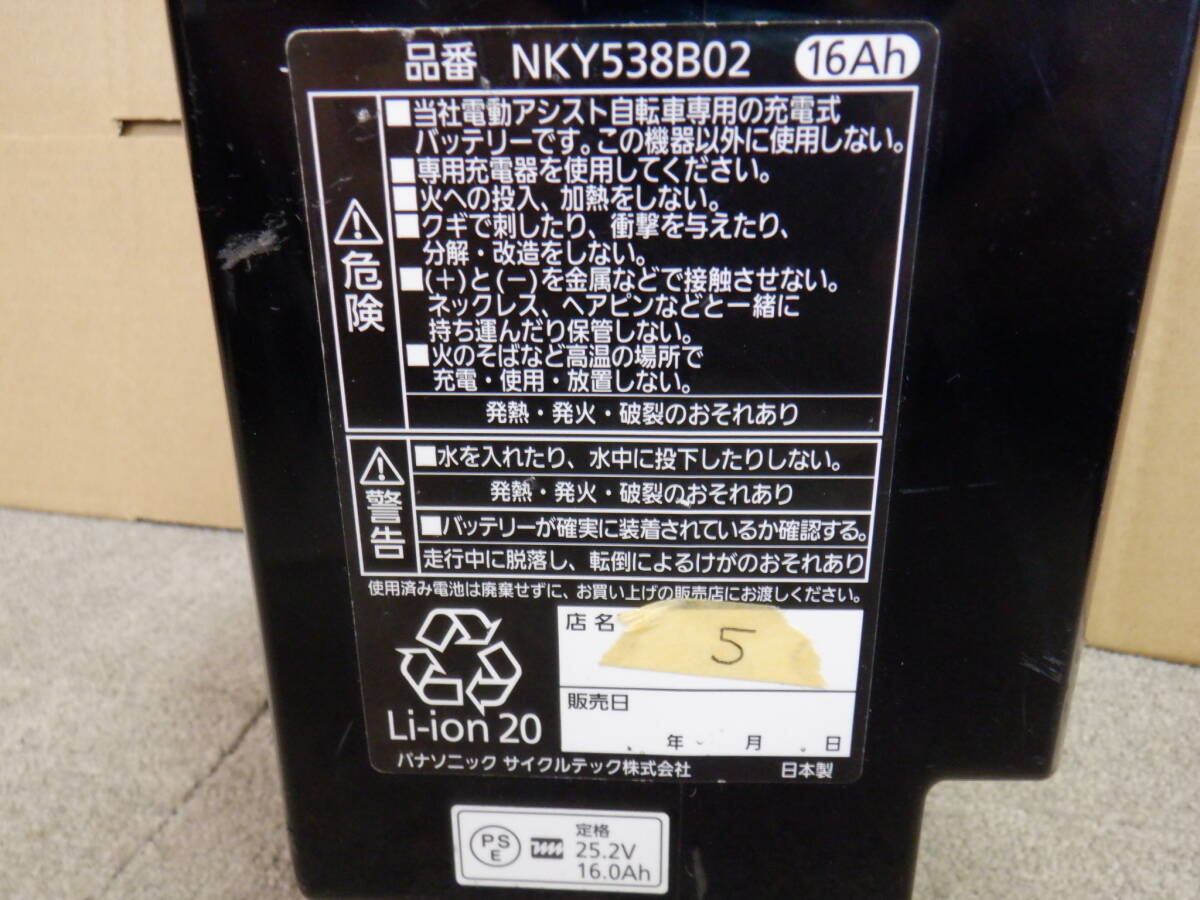 品番 NKY538B02 16Ah
■当社電動アシスト自転車専用の充電式
バッテリーです。この機器以外に使用しない。
■専用充電器を使用してください。
■火への投入、加熱をしない。
■クギで刺したり、衝撃を与えたり、
分解・改造をしない。
■(+)と(−)を金属などで接触させない。
ネックレス、ヘアピンなどと一緒に
持ち運んだり保管しない。
■火のそばなど高温の場所で
充電・使用・放置しない。
危険
発熱・発火・破裂のおそれあり
■水を入れたり、水中に投下したりしない。
発熱・発火・破裂のおそれあり
警告
■バッテリーが確実に装着されているか確認する。
走行中に脱落し、転倒によるけがのおそれあり
使用済み電池は廃棄せずに、お買い上げの販売店にお渡しください。
店名
5
販売日
年 月 日
Li-ion 20
パナソニック サイクルテック株式会社 日本製
PS
E
定格
25.2V
16.0Ah